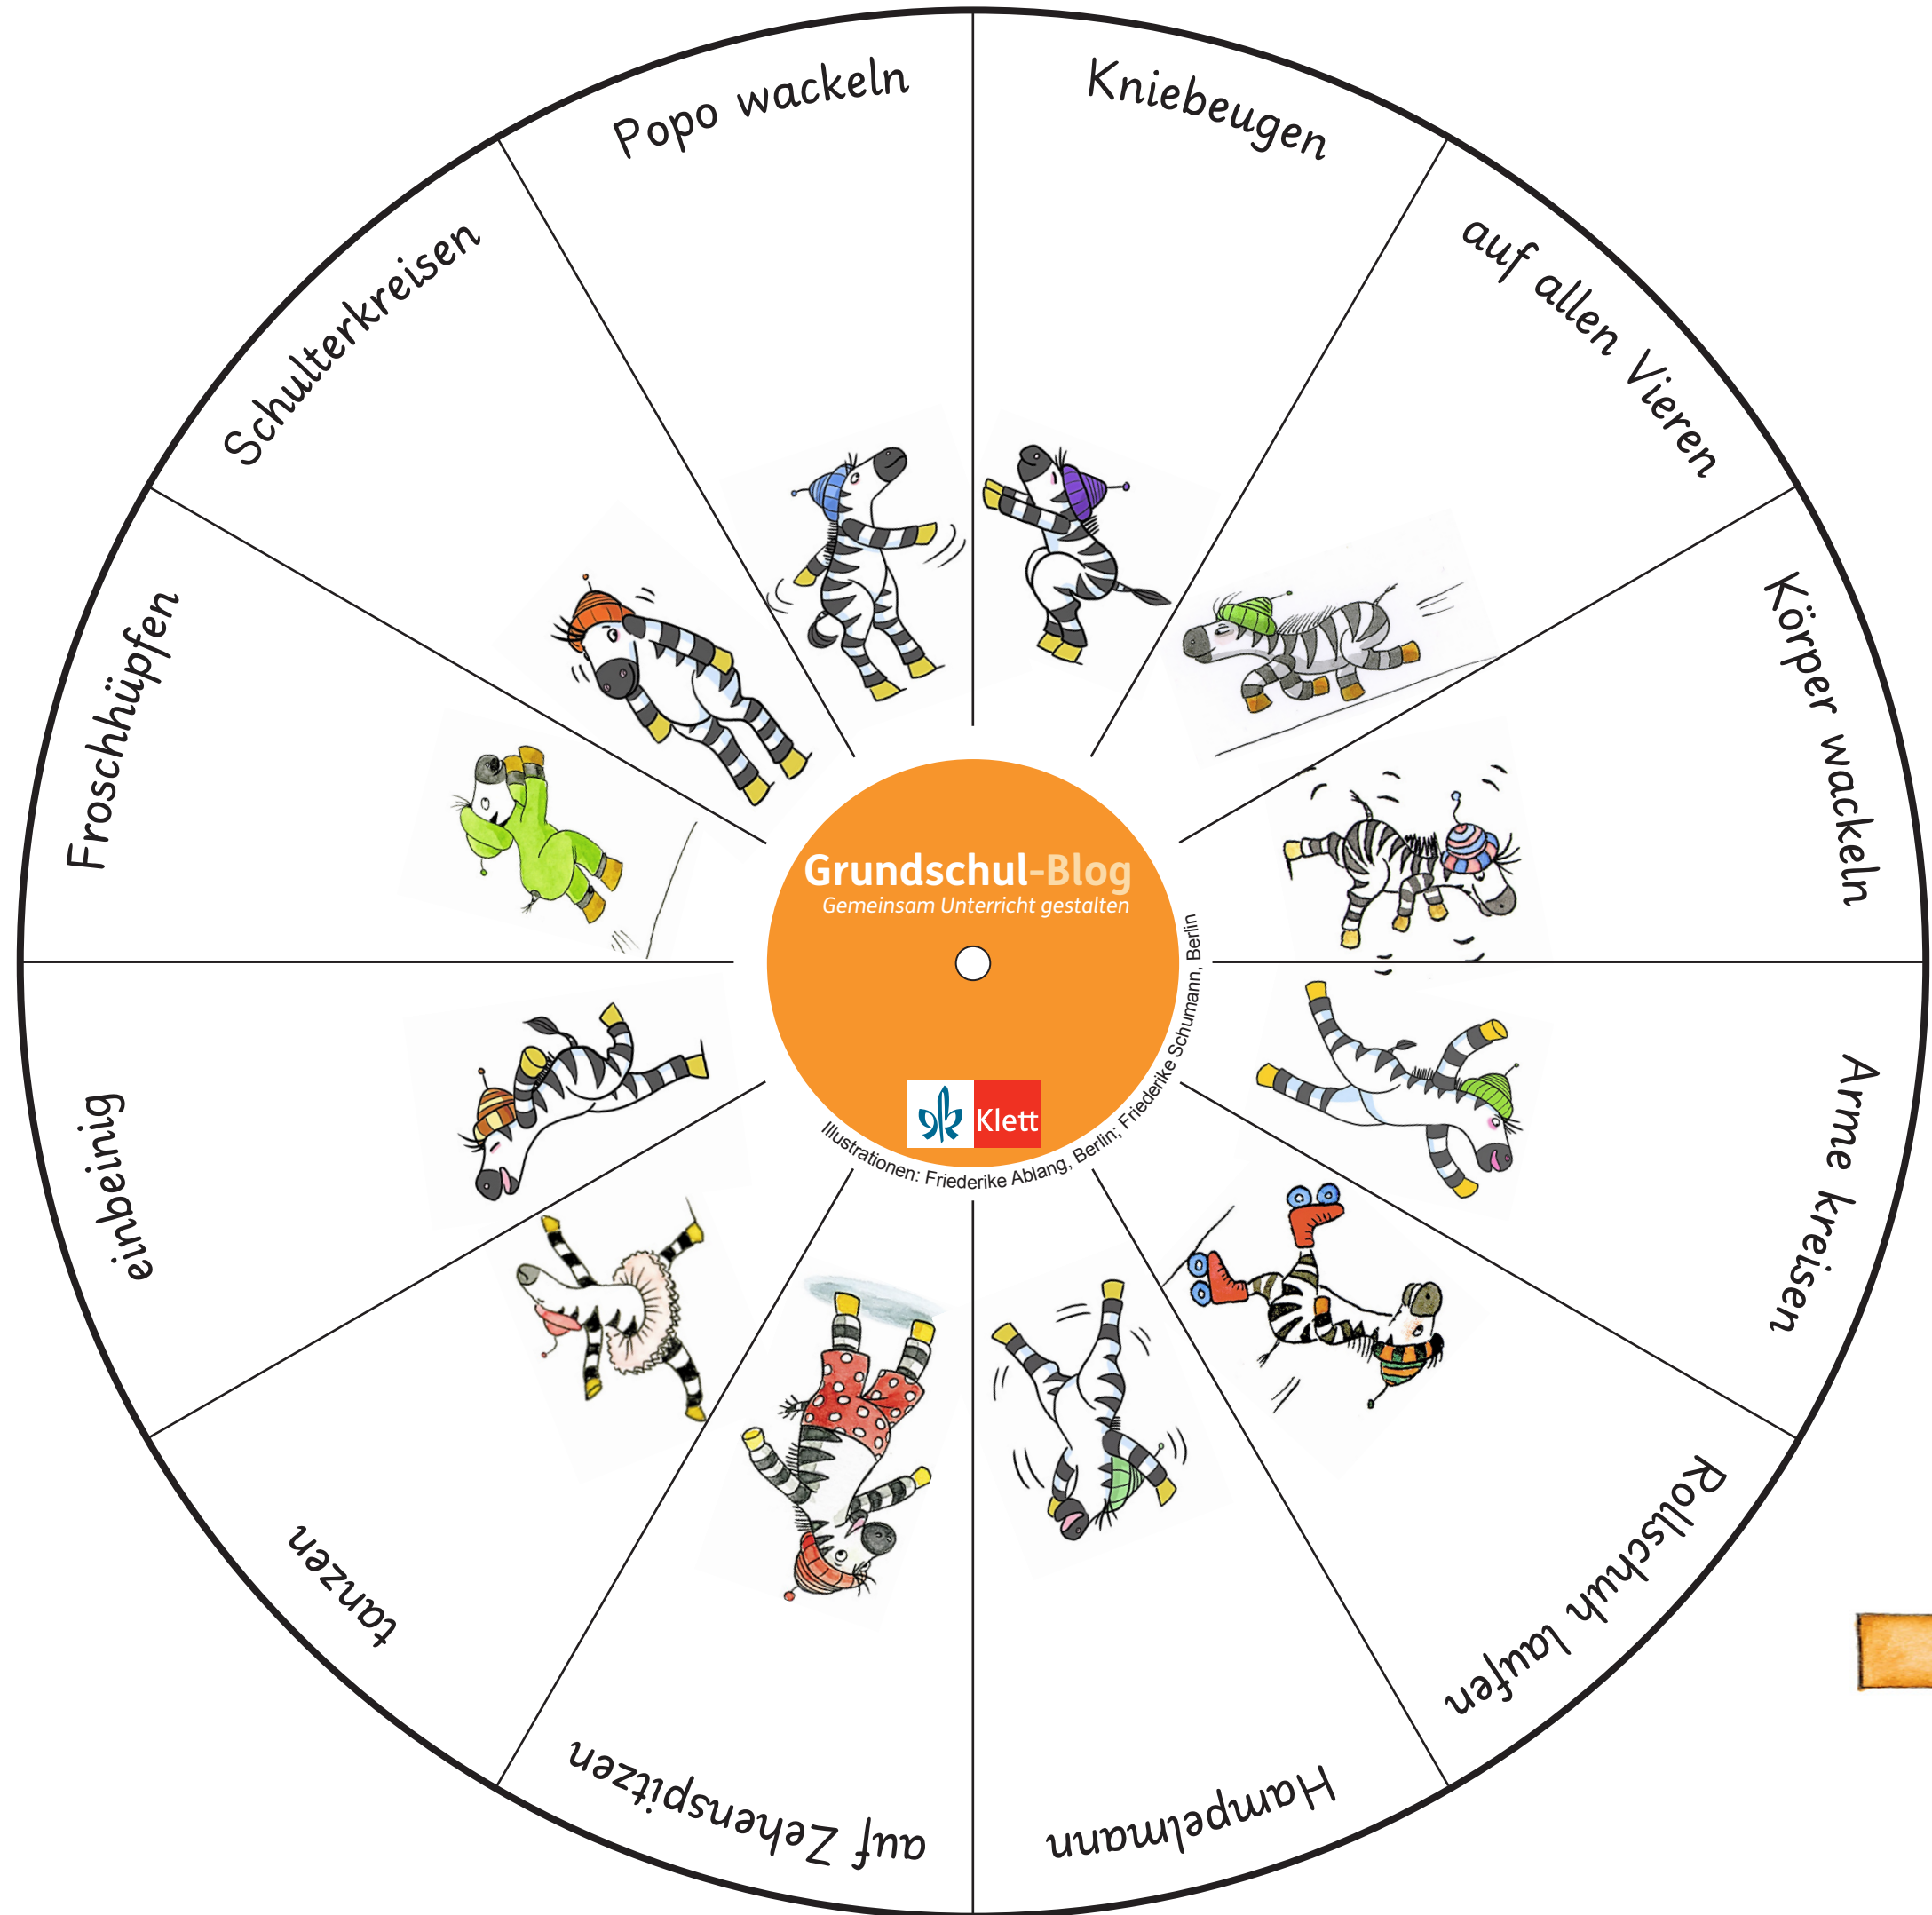 Kniebeugen
auf allen Vieren
Körper wackeln
Arme kreisen
Rollschuh laufen
Hampelmann
auf Zehenspitzen
tanzen
einbeinig
Froschhüpfen
Schulterkreisen
Popo wackeln
Grundschul-Blog
Gemeinsam Unterricht gestalten
Klett
Illustrationen: Friederike Ablang, Berlin; Friederike Schumann, Berlin